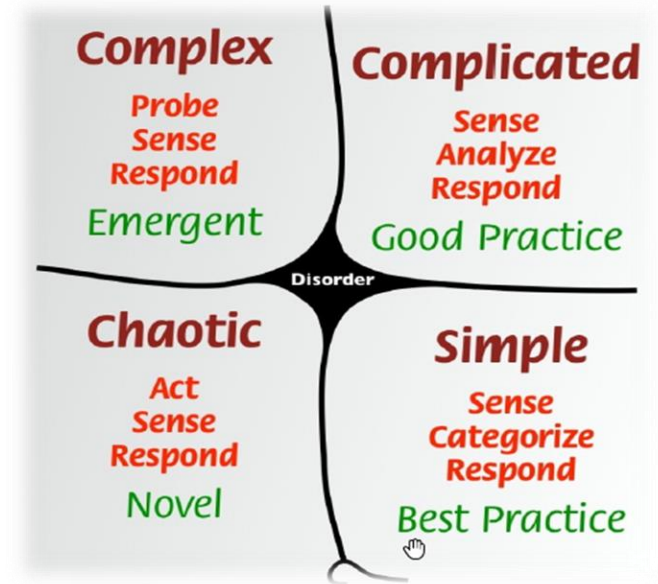 Complex
Probe
Sense
Respond
Emergent
Complicated
Sense
Analyze
Respond
Good Practice
Disorder
Chaotic
Act
Sense
Respond
Novel
Simple
Sense
Categorize
Respond
Best Practice